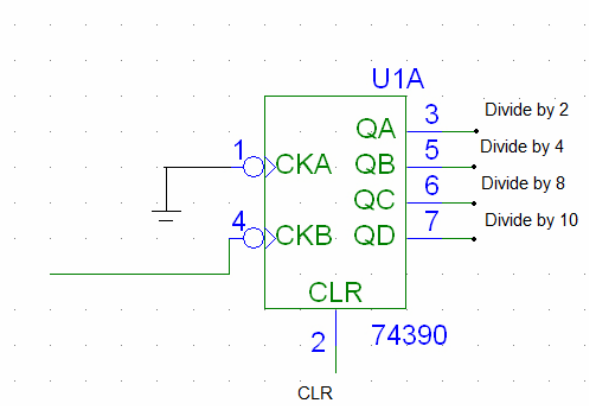 U1A
3
Divide by 2
QA
1
CKA
5
Divide by 4
QB
6
Divide by 8
QC
4
CKB
7
Divide by 10
QD
CLR
2
74390
CLR